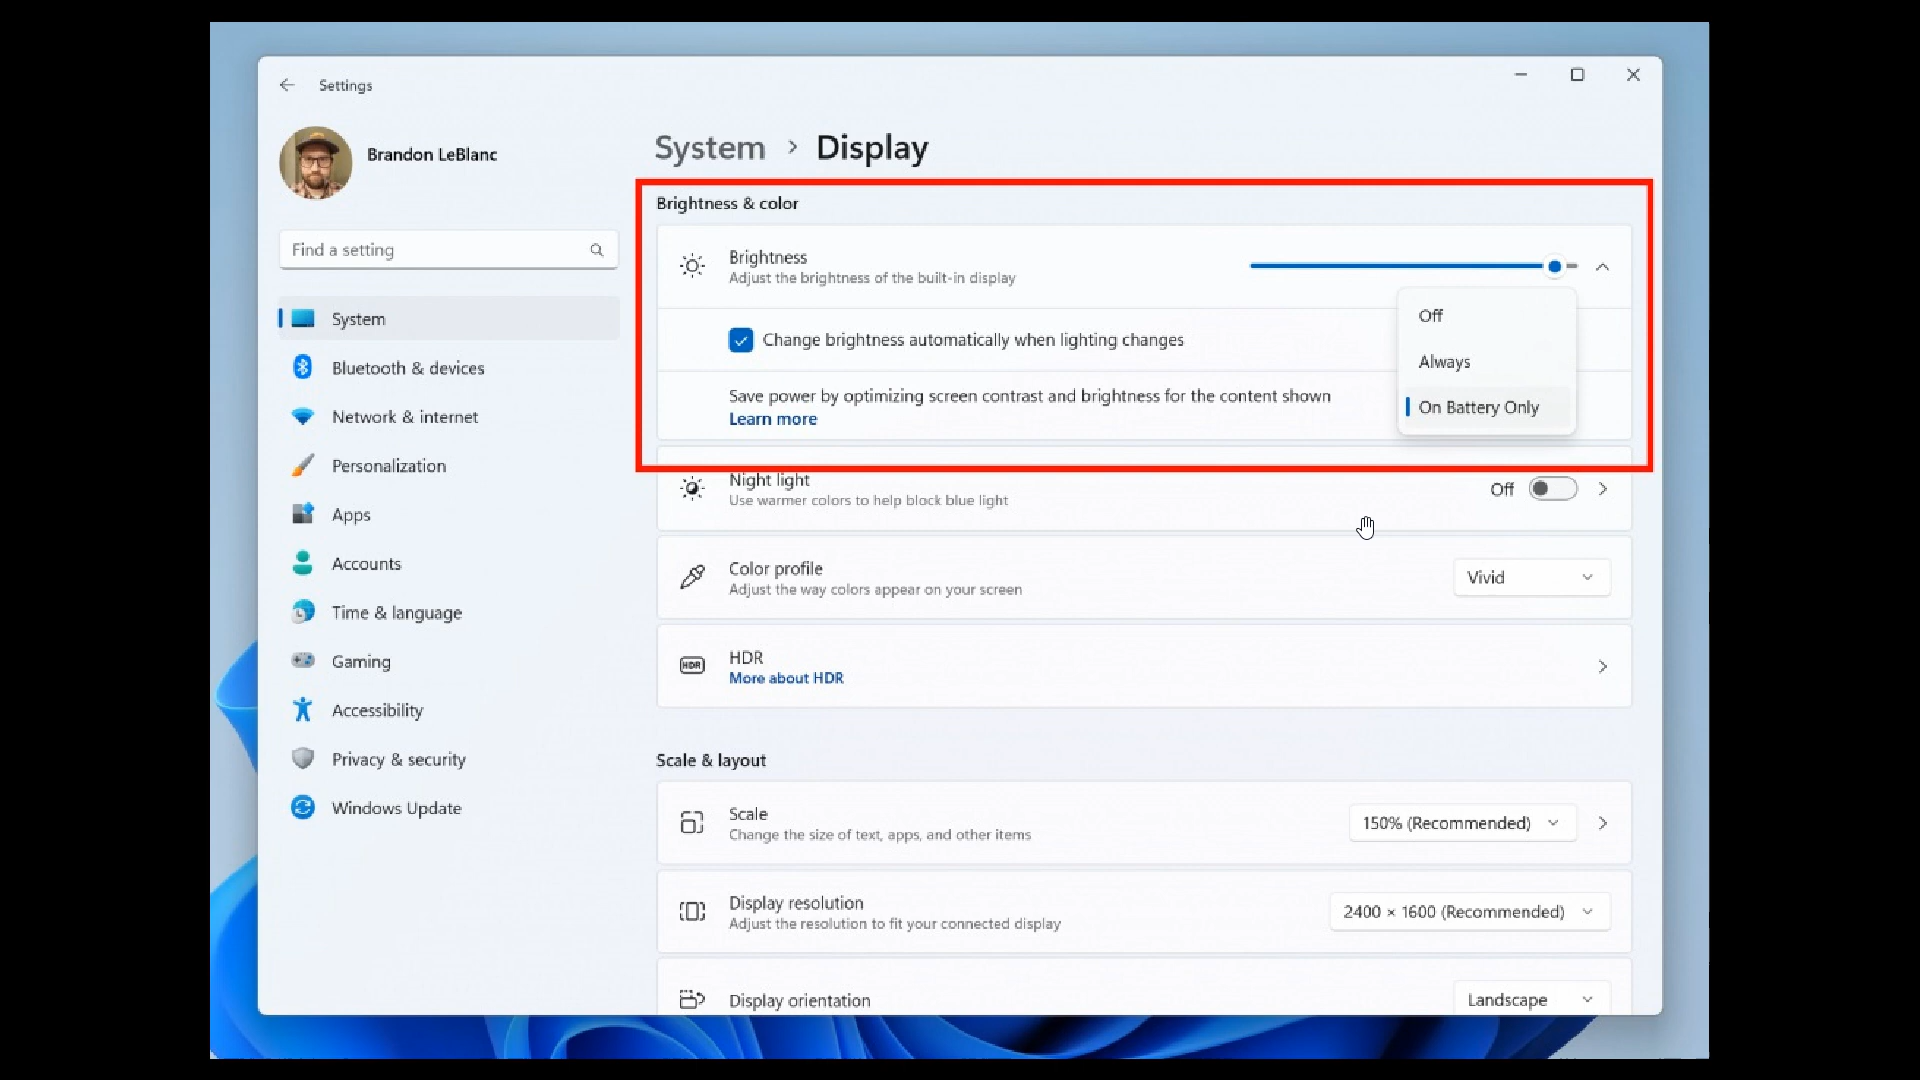 Settings
Brandon LeBlanc
Find a setting
System
Bluetooth & devices
Network & internet
Personalization
Apps
Accounts
Time & language
Gaming
Accessibility
Privacy & security
Windows Update
System > Display
Brightness & color
Brightness
Adjust the brightness of the built-in display
Change brightness automatically when lighting changes
Save power by optimizing screen contrast and brightness for the content shown
Learn more
Off
Always
On Battery Only
Night light
Use warmer colors to help block blue light
Off
Color profile
Adjust the way colors appear on your screen
Vivid
HDR
HDR
More about HDR
Scale & layout
Scale
Change the size of text, apps, and other items
150% (Recommended)
Display resolution
Adjust the resolution to fit your connected display
2400 × 1600 (Recommended)
Display orientation
Landscape